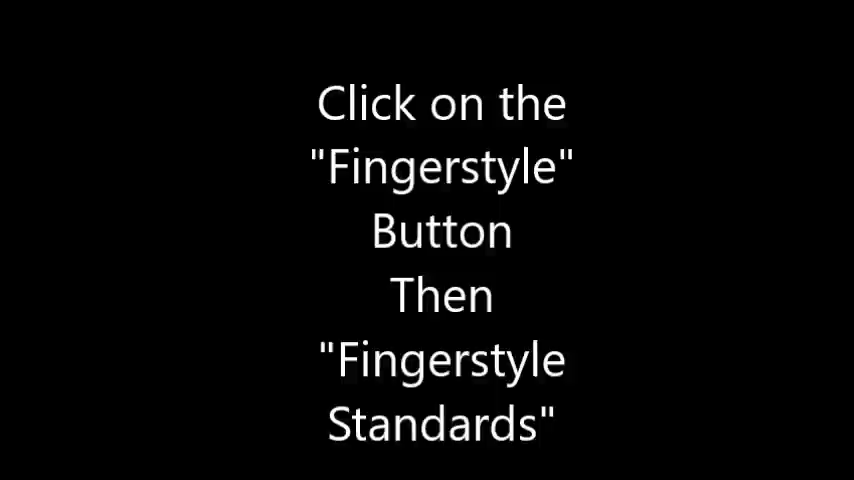 Click on the
"Fingerstyle"
Button
Then
"Fingerstyle
Standards"